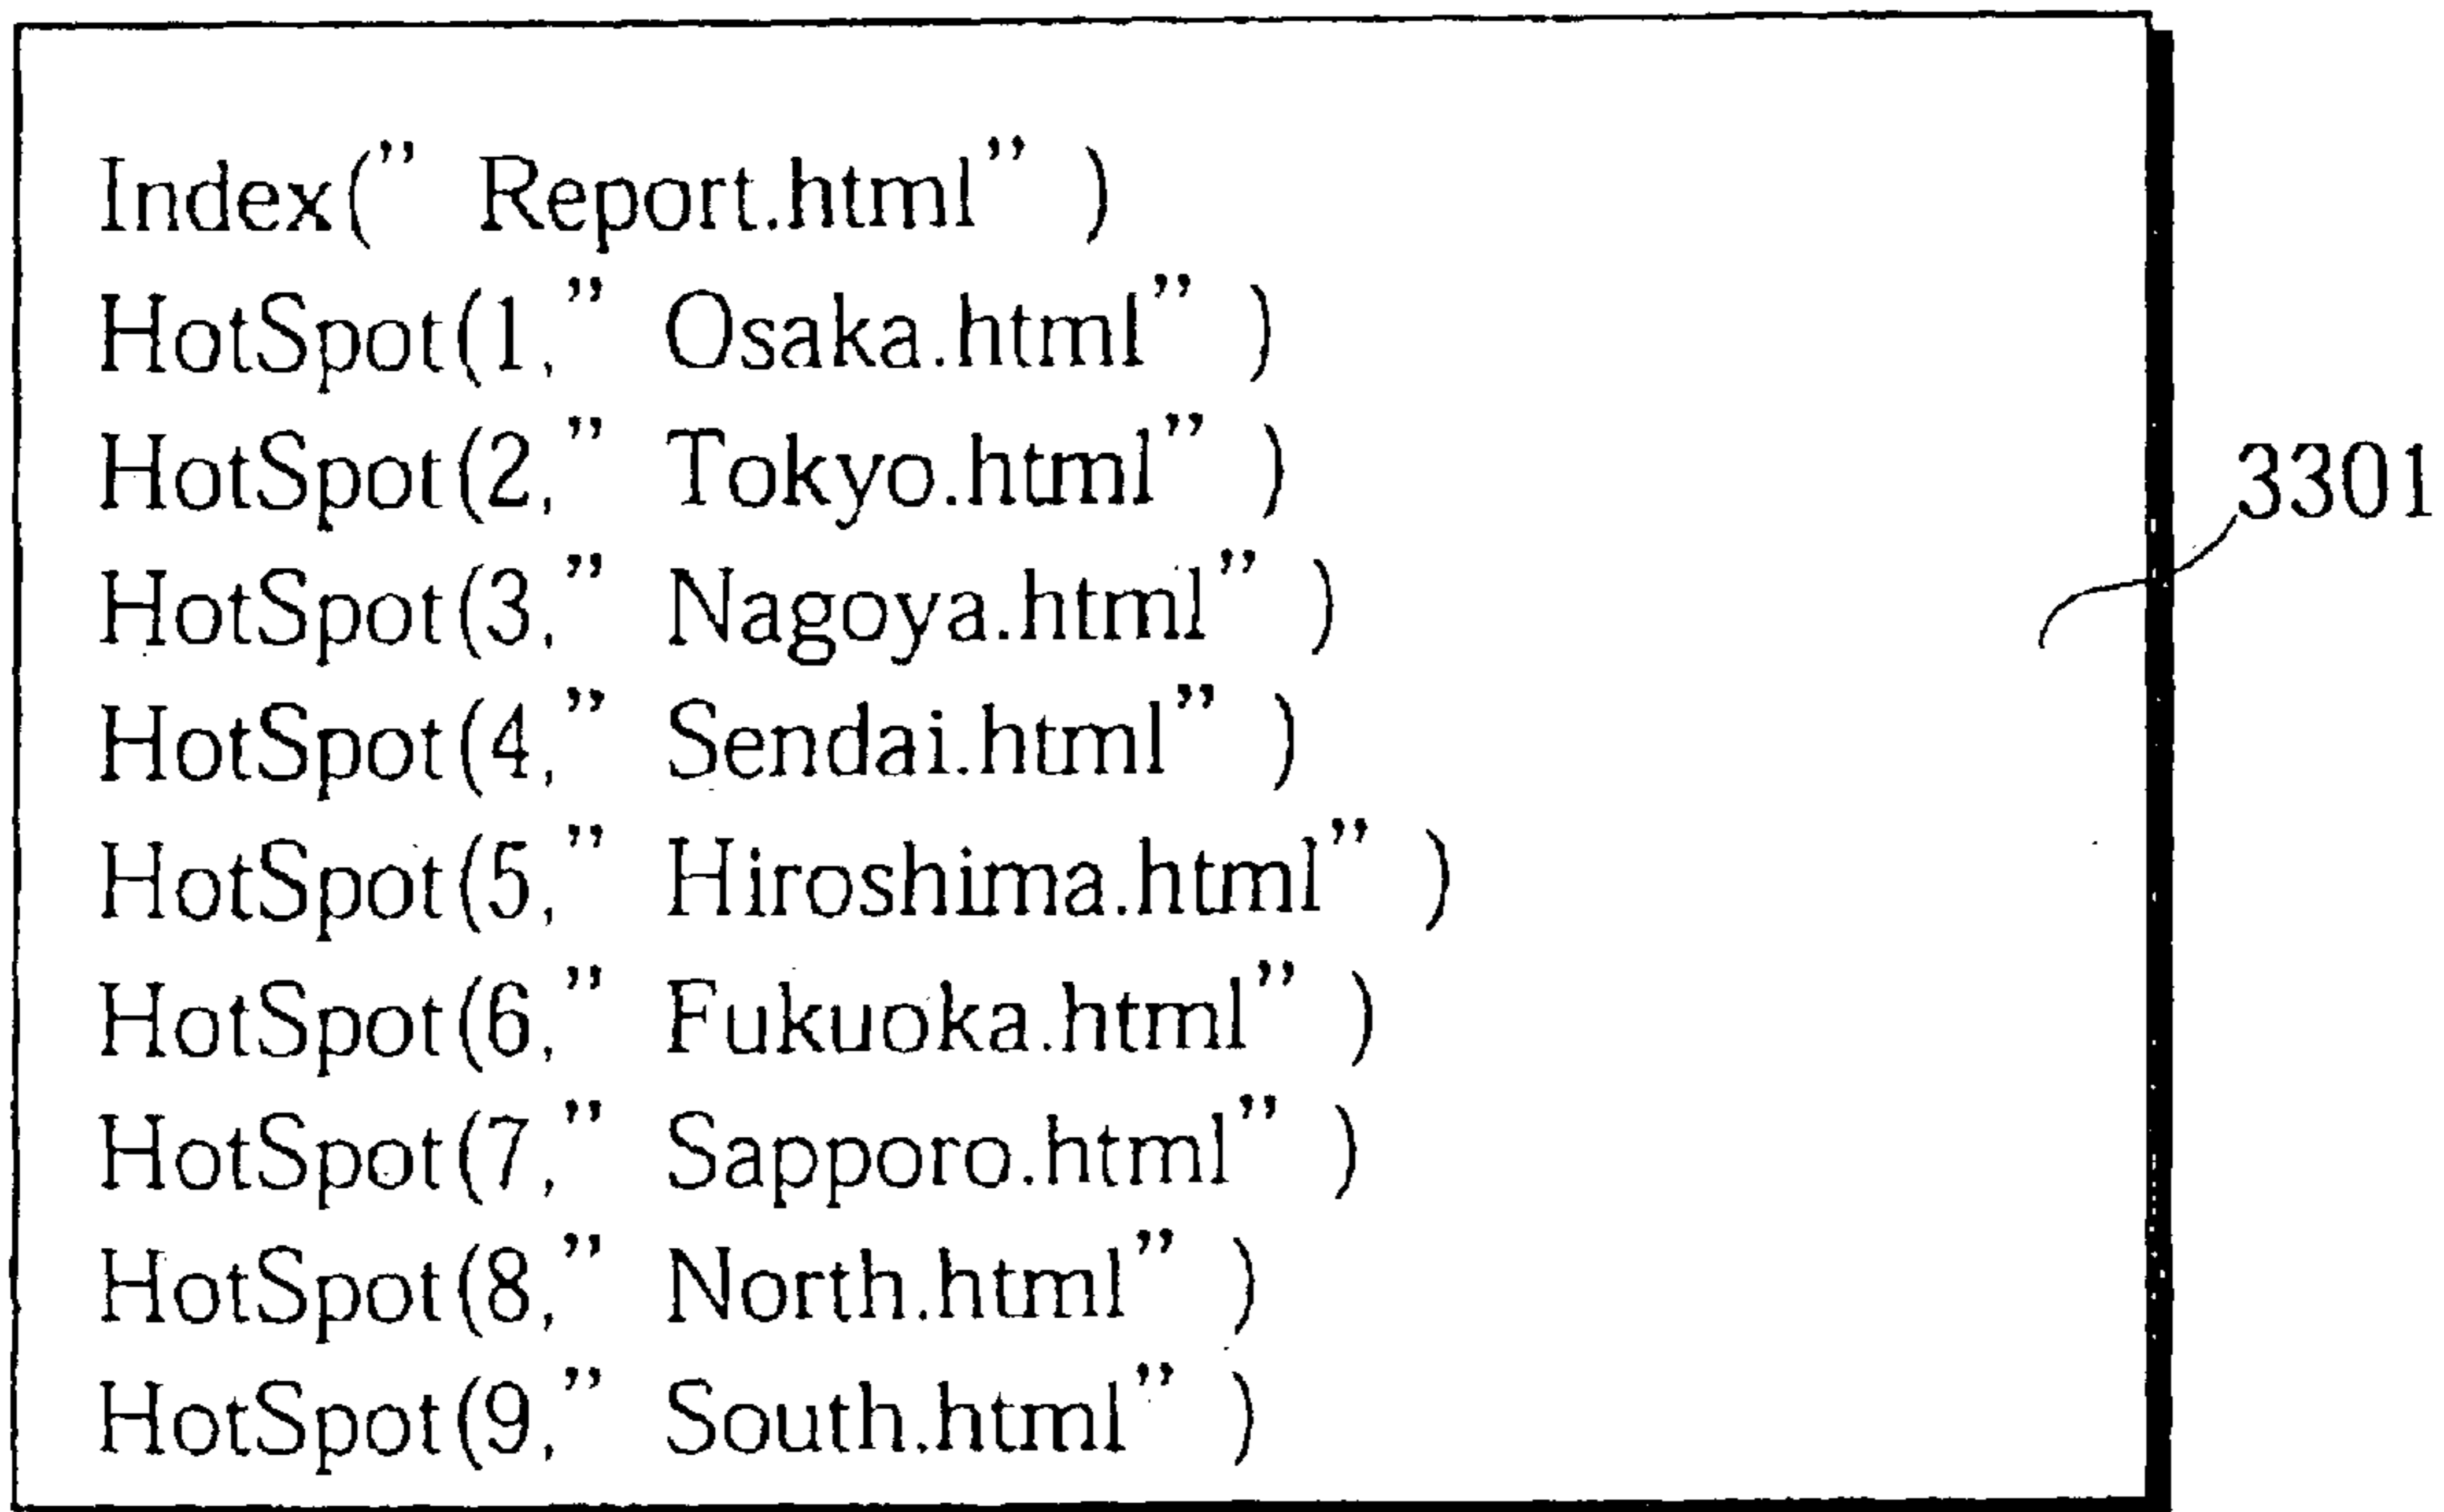 Index(” Report.html” )
HotSpot(1,” Osaka.html” )
HotSpot(2,” Tokyo.html” )
HotSpot(3,” Nagoya.html” )
HotSpot(4,” Sendai.html” )
HotSpot(5,” Hiroshima.html” )
HotSpot(6,” Fukuoka.html” )
HotSpot(7,” Sapporo.html” )
HotSpot(8,” North.html” )
HotSpot(9,” South.html” )
3301